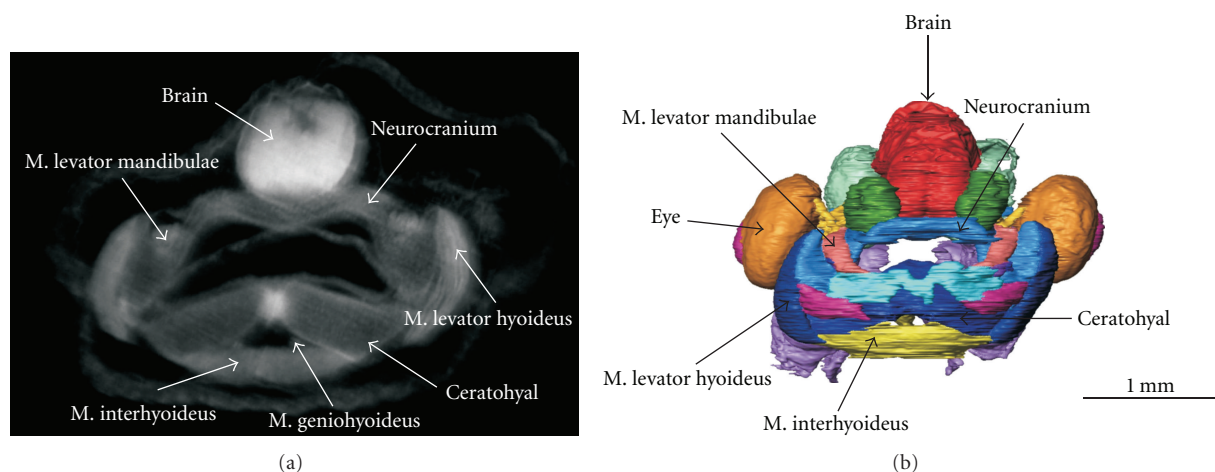 Brain
Neurocranium
M. levator mandibulae
M. levator hyoideus
Ceratohyal
M. interhyoideus
M. geniohyoideus
(a)
Brain
Neurocranium
M. levator mandibulae
Eye
Ceratohyal
M. levator hyoideus
1 mm
M. interhyoideus
(b)